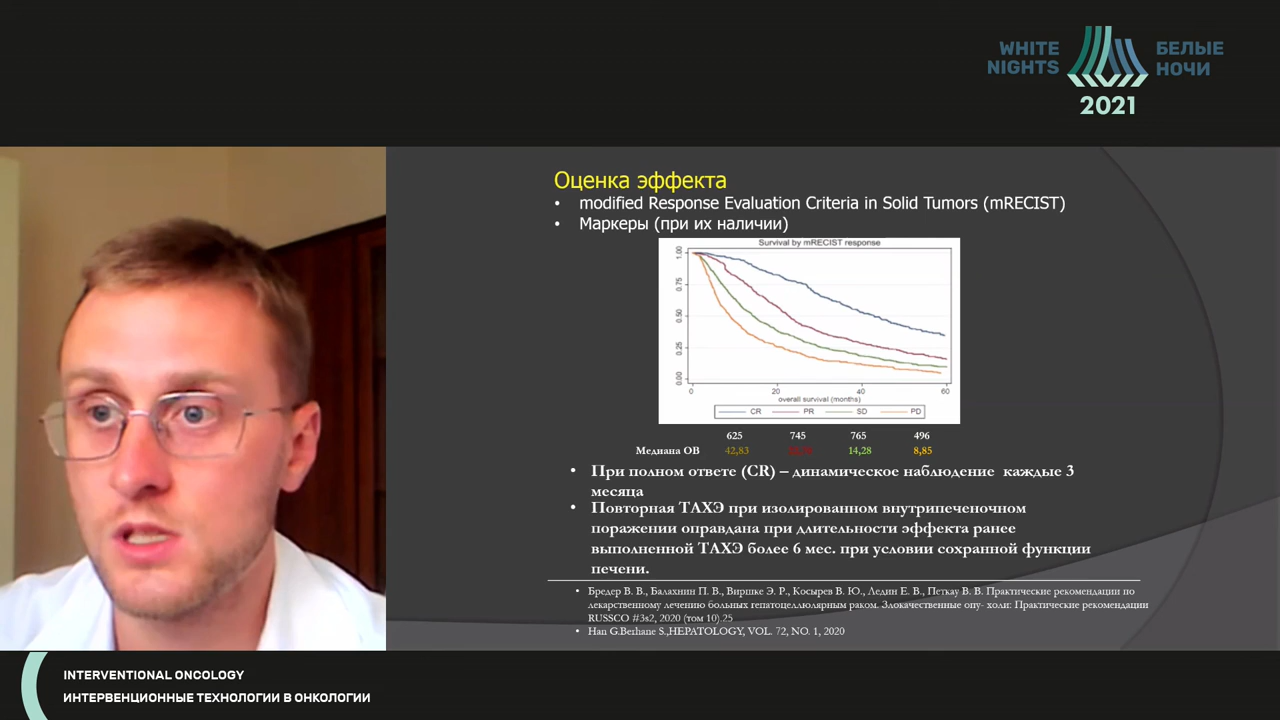 WHITE NIGHTS
БЕЛЫЕ НОЧИ
2021
Оценка эффекта
• modified Response Evaluation Criteria in Solid Tumors (mRECIST)
• Маркеры (при их наличии)
Survival by mRECIST response
1.00
0.75
0.50
0.25
0.00
0 20 40 60
overall survival (months)
CR PR SD PD
625 745 765 496
Медиана ОВ 42,83 14,28 8,85
• При полном ответе (CR) – динамическое наблюдение каждые 3
месяца
• Повторная ТАХЭ при изолированном внутрипеченочном
поражении оправдана при длительности эффекта ранее
выполненной ТАХЭ более 6 мес. при условии сохранной функции
печени.
• Бредер В. В., Балахнин П. В., Виршке Э. Р., Косырев В. Ю., Ледин Е. В., Петкау В. В. Практические рекомендации по
лекарственному лечению больных гепатоцеллюлярным раком. Злокачественные опу- холи: Практические рекомендации
RUSSCO #3s2, 2020 (том 10).25
• Han G.Berhane S.,HEPATOLOGY, VOL. 72, NO. 1, 2020
INTERVENTIONAL ONCOLOGY
ИНТЕРВЕНЦИОННЫЕ ТЕХНОЛОГИИ В ОНКОЛОГИИ